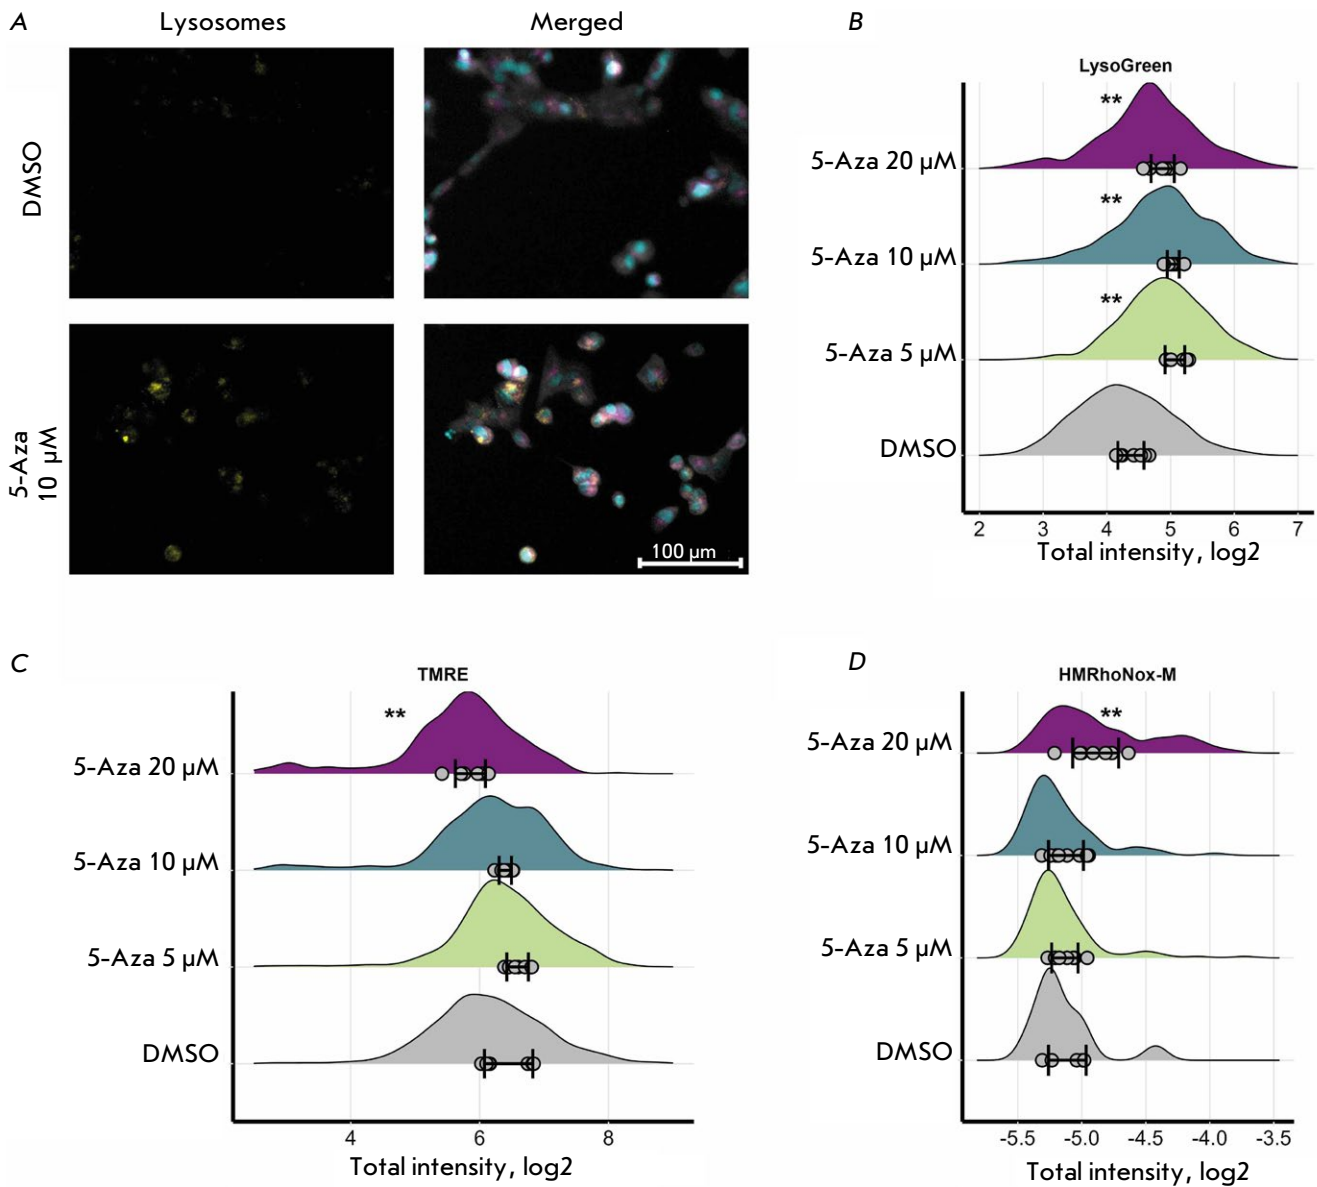 A
Lysosomes
Merged
DMSO
5-Aza
10 µM
100 µm
B
LysoGreen
**
5-Aza 20 µM
**
5-Aza 10 µM
**
5-Aza 5 µM
DMSO
2 3 4 5 6 7
Total intensity, log2
C
TMRE
**
5-Aza 20 µM
5-Aza 10 µM
5-Aza 5 µM
DMSO
4 6 8
Total intensity, log2
D
HMRhoNox-M
**
5-Aza 20 µM
5-Aza 10 µM
5-Aza 5 µM
DMSO
-5.5 -5.0 -4.5 -4.0 -3.5
Total intensity, log2